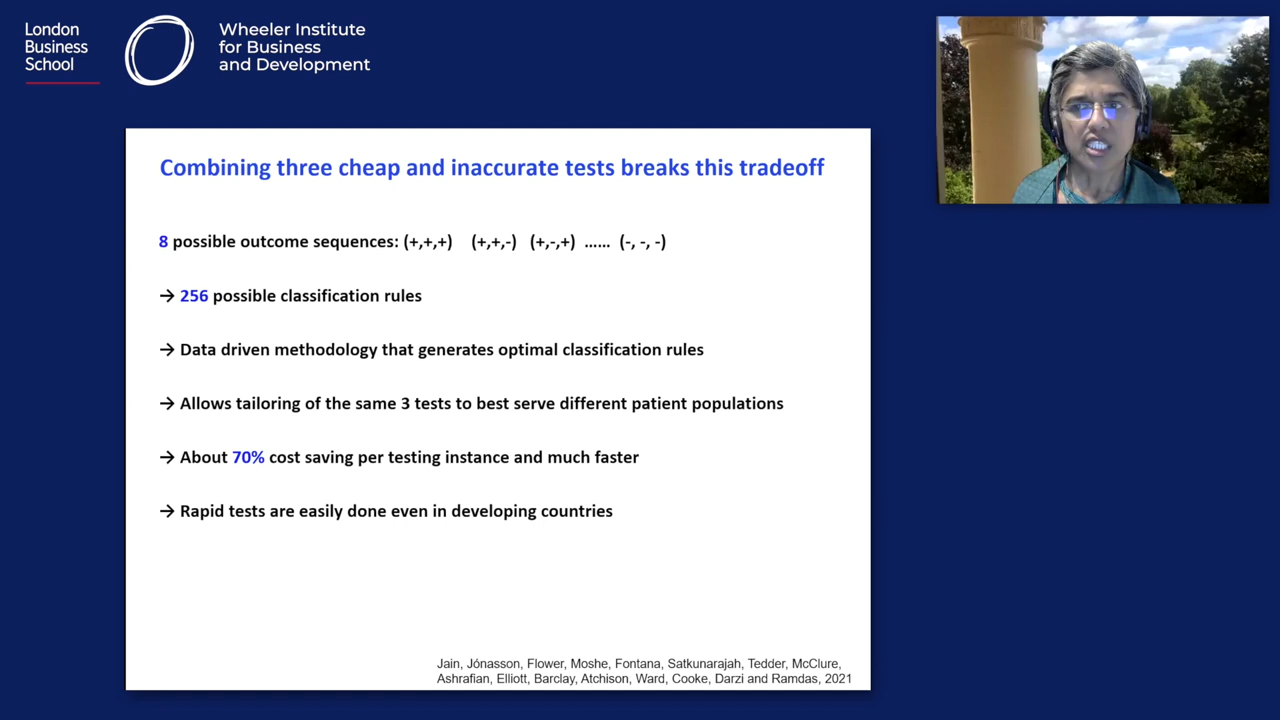 London
Business
School
Wheeler Institute
for Business
and Development
Combining three cheap and inaccurate tests breaks this tradeoff
8 possible outcome sequences: (+,+,+) (+,+,-) (+,-,+) ...... (-, -, -)
→ 256 possible classification rules
→ Data driven methodology that generates optimal classification rules
→ Allows tailoring of the same 3 tests to best serve different patient populations
→ About 70% cost saving per testing instance and much faster
→ Rapid tests are easily done even in developing countries
Jain, Jónasson, Flower, Moshe, Fontana, Satkunarajah, Tedder, McClure,
Ashrafian, Elliott, Barclay, Atchison, Ward, Cooke, Darzi and Ramdas, 2021